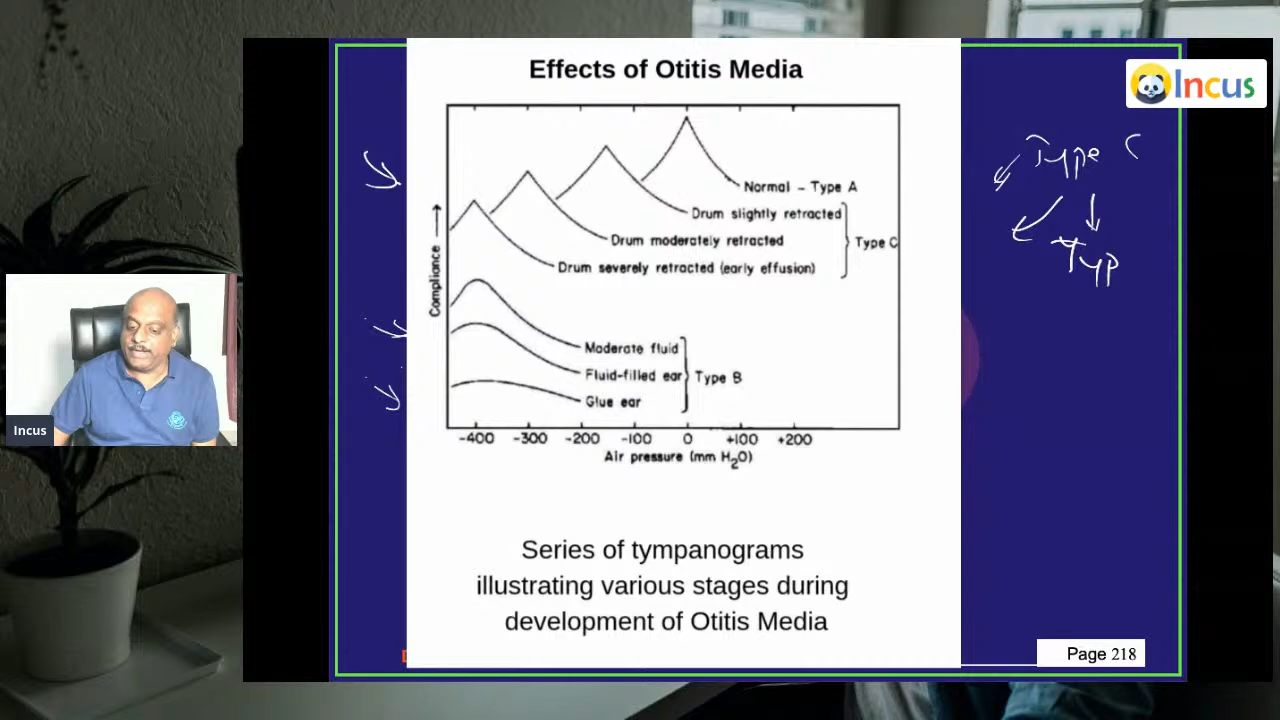 Effects of Otitis Media
Incus
Type C
Typ
Normal - Type A
Drum slightly retracted
Drum moderately retracted
Type C
Drum severely retracted (early effusion)
Compliance →
Moderate fluid
Fluid-filled ear
Type B
Glue ear
-400 -300 -200 -100 0 +100 +200
Air pressure (mm H₂O)
Incus
Series of tympanograms
illustrating various stages during
development of Otitis Media
Page 218